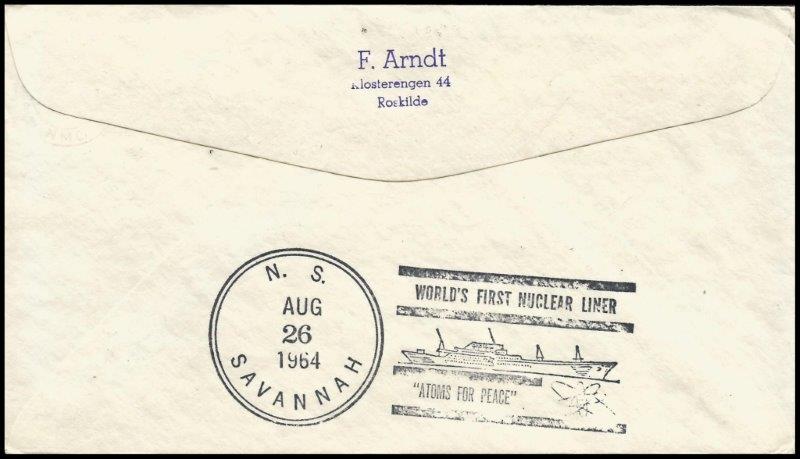 F. Arndt
Klosterengen 44
Roskilde
N. S.
AUG
26
1964
SAVANNAH
WORLD'S FIRST NUCLEAR LINER
"ATOMS FOR PEACE"